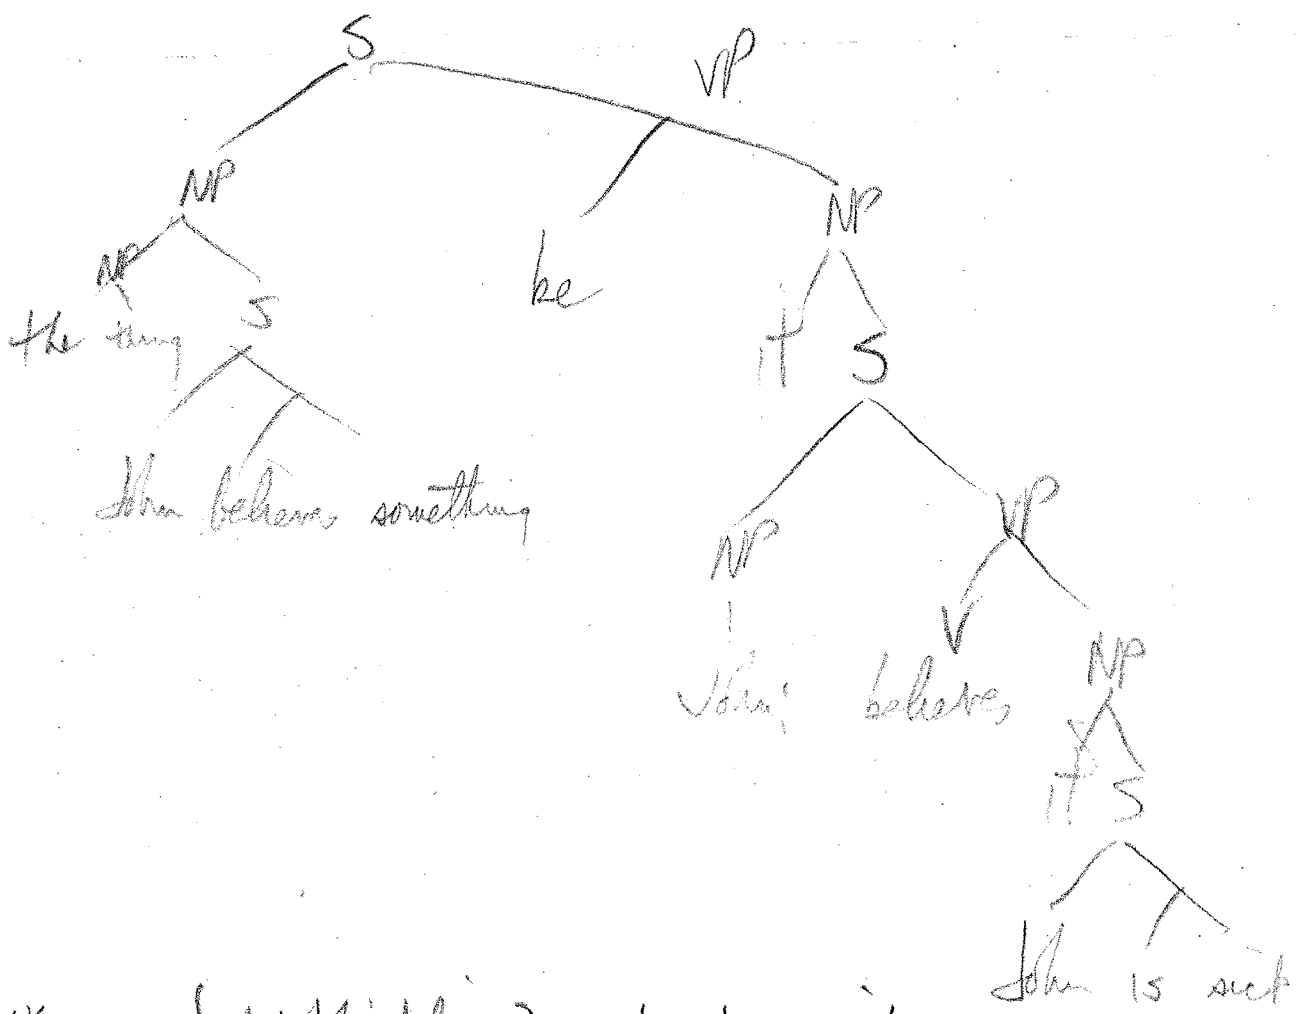 S
VP
NP
NP
NP
S
be
the thing
it
S
John believes something
VP
NP
V
NP
John believes
it S
John is sick